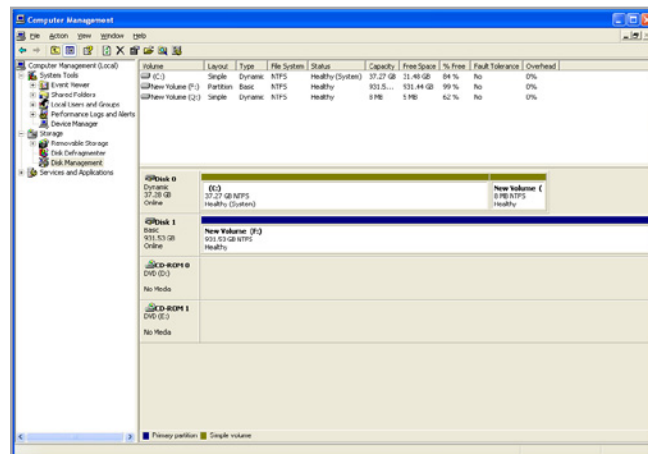 Computer Management
File Action View Window Help
Computer Management (Local)
System Tools
Event Viewer
Shared Folders
Local Users and Groups
Performance Logs and Alerts
Device Manager
Storage
Removable Storage
Disk Defragmenter
Disk Management
Services and Applications
Volume Layout Type File System Status Capacity Free Space % Free Fault Tolerance Overhead
(C:) Simple Dynamic NTFS Healthy (System) 37.27 GB 31.48 GB 84 % No 0%
New Volume (F:) Partition Basic NTFS Healthy 931.5... 931.44 GB 99 % No 0%
New Volume (Q:) Simple Dynamic NTFS Healthy 8 MB 5 MB 62 % No 0%
Disk 0
Dynamic
37.28 GB
Online
(C:)
37.27 GB NTFS
Healthy (System)
New Volume (
8 MB NTFS
Healthy
Disk 1
Basic
931.53 GB
Online
New Volume (F:)
931.53 GB NTFS
Healthy
CD-ROM 0
DVD (D:)
No Media
CD-ROM 1
DVD (E:)
No Media
Primary partition Simple volume